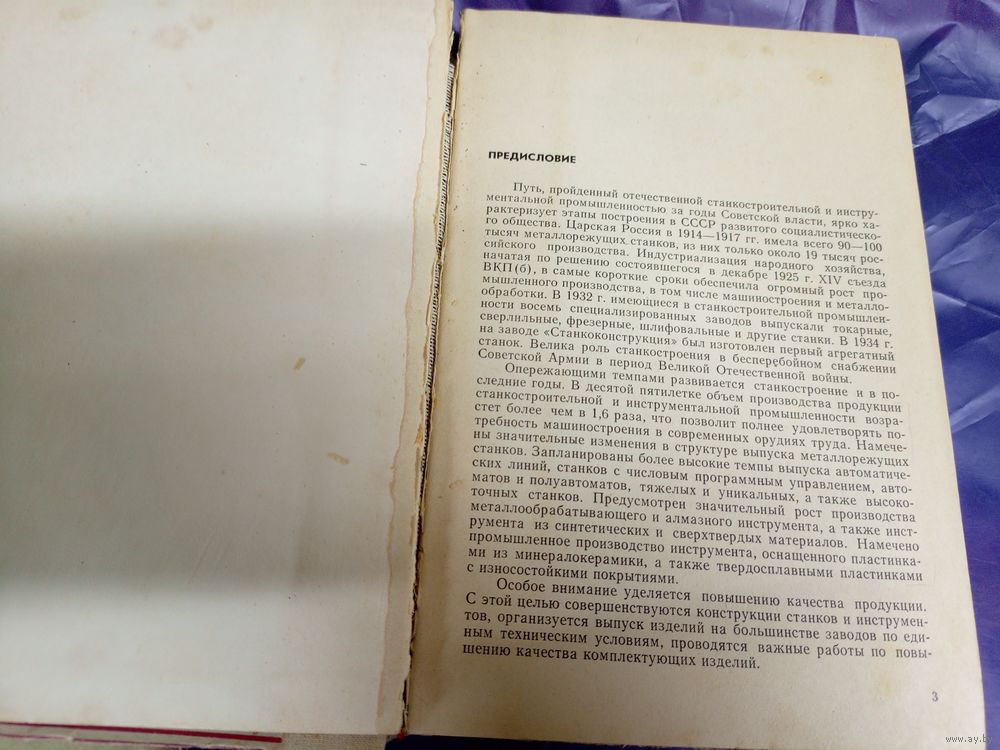 ПРЕДИСЛОВИЕ
Путь, пройденный отечественной станкостроительной и инстру-
ментальной промышленностью за годы Советской власти, ярко ха-
рактеризует этапы построения в СССР развитого социалистическо-
го общества. Царская Россия в 1914—1917 гг. имела всего 90—100
тысяч металлорежущих станков, из них только около 19 тысяч рос-
сийского производства. Индустриализация народного хозяйства,
начатая по решению состоявшегося в декабре 1925 г. XIV съезда
ВКП(б), в самые короткие сроки обеспечила огромный рост про-
мышленного производства, в том числе машиностроения и металло-
обработки. В 1932 г. имеющиеся в станкостроительной промышлен-
ности восемь специализированных заводов выпускали токарные,
сверлильные, фрезерные, шлифовальные и другие станки. В 1934 г.
на заводе «Станкоконструкция» был изготовлен первый агрегатный
станок. Велика роль станкостроения в бесперебойном снабжении
Советской Армии в период Великой Отечественной войны.
Опережающими темпами развивается станкостроение и в по-
следние годы. В десятой пятилетке объем производства продукции
станкостроительной и инструментальной промышленности возра-
стет более чем в 1,6 раза, что позволит полнее удовлетворять по-
требность машиностроения в современных орудиях труда. Намече-
ны значительные изменения в структуре выпуска металлорежущих
станков. Запланированы более высокие темпы выпуска автоматиче-
ских линий, станков с числовым программным управлением, авто-
матов и полуавтоматов, тяжелых и уникальных, а также высоко-
точных станков. Предусмотрен значительный рост производства
металлообрабатывающего и алмазного инструмента, а также инст-
румента из синтетических и сверхтвердых материалов. Намечено
промышленное производство инструмента, оснащенного пластинка-
ми из минералокерамики, а также твердосплавными пластинками
с износостойкими покрытиями.
Особое внимание уделяется повышению качества продукции.
С этой целью совершенствуются конструкции станков и инструмен-
тов, организуется выпуск изделий на большинстве заводов по еди-
ным техническим условиям, проводятся важные работы по повы-
шению качества комплектующих изделий.
3
www.ay.by